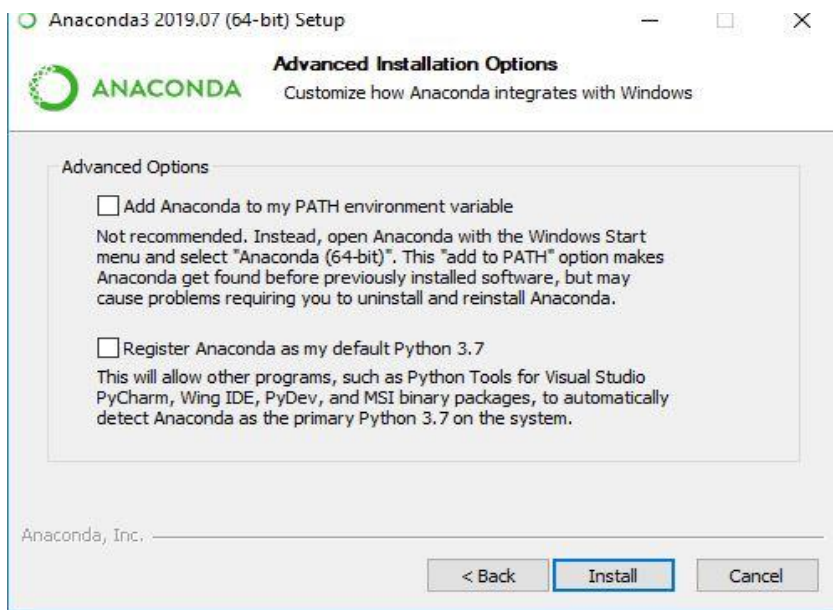 Anaconda3 2019.07 (64-bit) Setup
ANACONDA
Advanced Installation Options
Customize how Anaconda integrates with Windows
Advanced Options
Add Anaconda to my PATH environment variable
Not recommended. Instead, open Anaconda with the Windows Start
menu and select "Anaconda (64-bit)". This "add to PATH" option makes
Anaconda get found before previously installed software, but may
cause problems requiring you to uninstall and reinstall Anaconda.
Register Anaconda as my default Python 3.7
This will allow other programs, such as Python Tools for Visual Studio
PyCharm, Wing IDE, PyDev, and MSI binary packages, to automatically
detect Anaconda as the primary Python 3.7 on the system.
Anaconda, Inc.
< Back
Install
Cancel